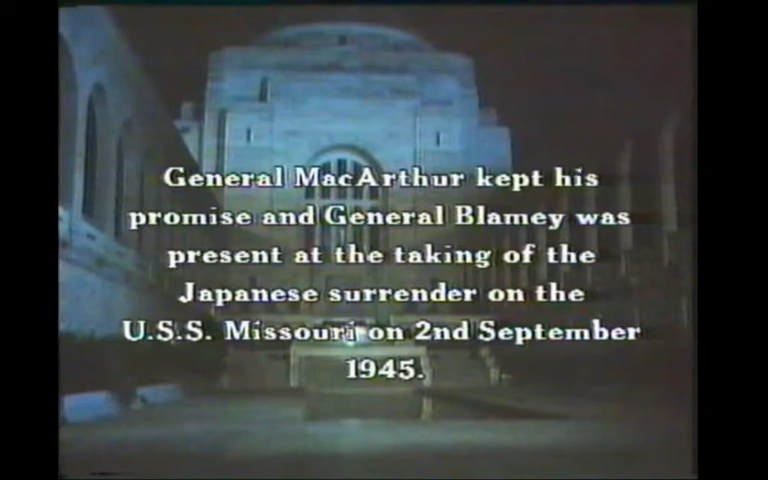 General MacArthur kept his
promise and General Blamey was
present at the taking of the
Japanese surrender on the
U.S.S. Missouri on 2nd September
1945.